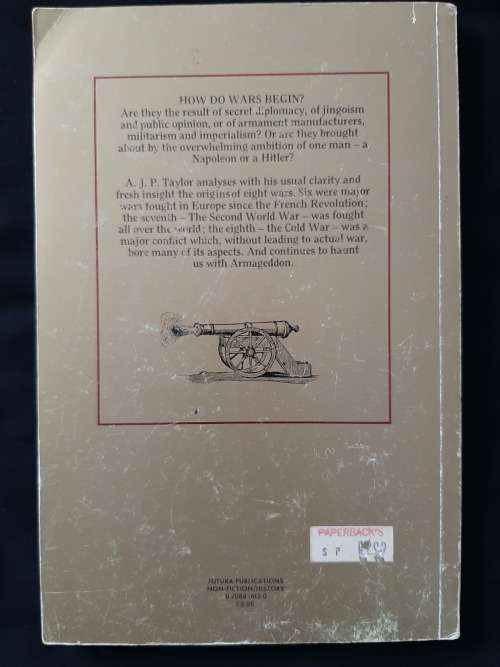 HOW DO WARS BEGIN?
Are they the result of secret diplomacy, of jingoism
and public opinion, or of armament manufacturers,
militarism and imperialism? Or are they brought
about by the overwhelming ambition of one man – a
Napoleon or a Hitler?
A. J. P. Taylor analyses with his usual clarity and
fresh insight the origins of eight wars. Six were major
wars fought in Europe since the French Revolution;
the seventh – The Second World War – was fought
all over the world; the eighth – the Cold War – was a
major conflict which, without leading to actual war,
bore many of its aspects. And continues to haunt
us with Armageddon.
PAPERBACK'S
S P
FUTURA PUBLICATIONS
NON-FICTION/HISTORY